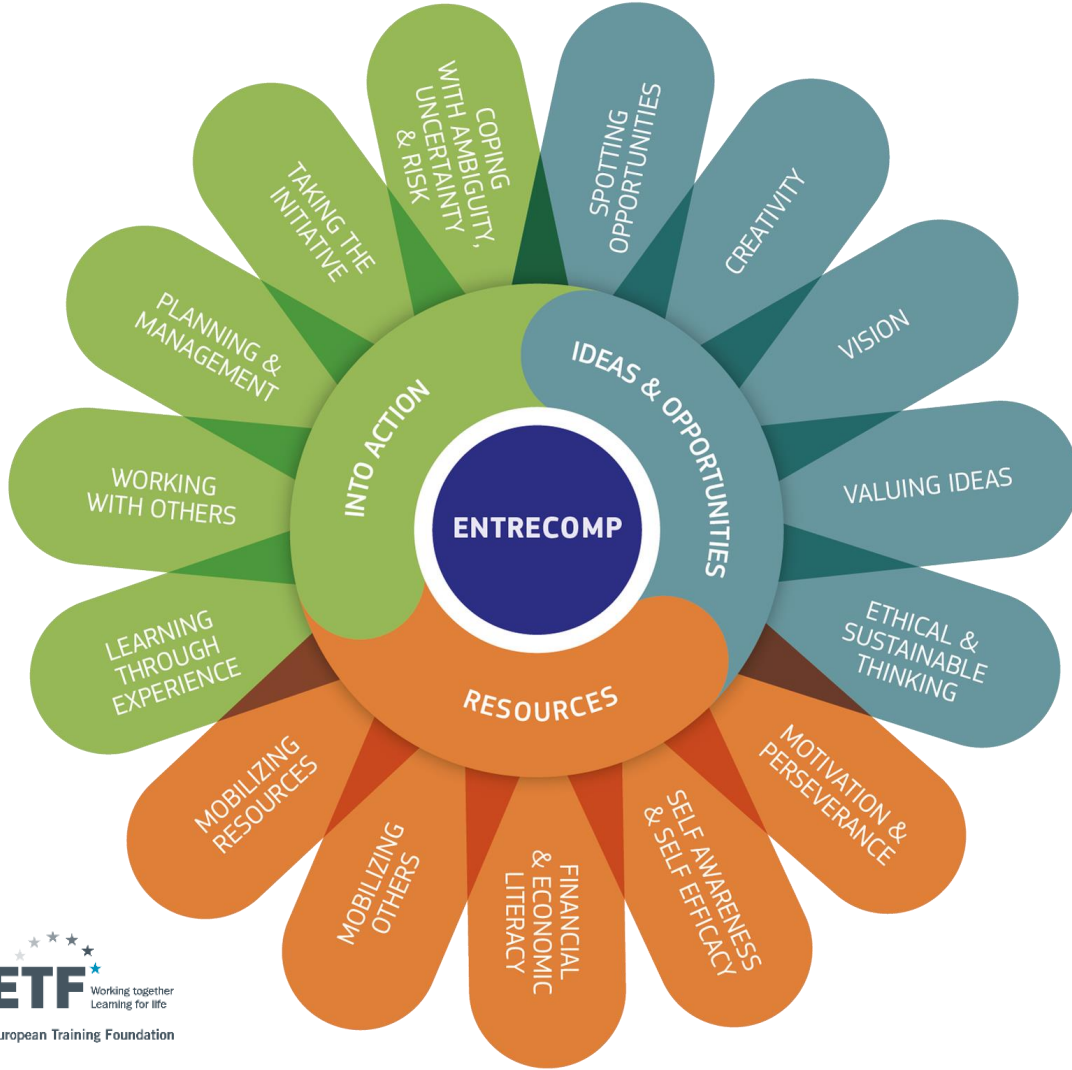 ENTRECOMP
IDEAS & OPPORTUNITIES
SPOTTING
OPPORTUNITIES
CREATIVITY
VISION
VALUING IDEAS
ETHICAL &
SUSTAINABLE
THINKING
RESOURCES
MOTIVATION &
PERSEVERANCE
SELF AWARENESS
& SELF EFFICACY
FINANCIAL
& ECONOMIC
LITERACY
MOBILIZING
OTHERS
MOBILIZING
RESOURCES
INTO ACTION
LEARNING
THROUGH
EXPERIENCE
WORKING
WITH OTHERS
PLANNING &
MANAGEMENT
TAKING THE
INITIATIVE
COPING
WITH AMBIGUITY,
UNCERTAINTY
& RISK
ETF
Working together
Learning for life
uropean Training Foundation